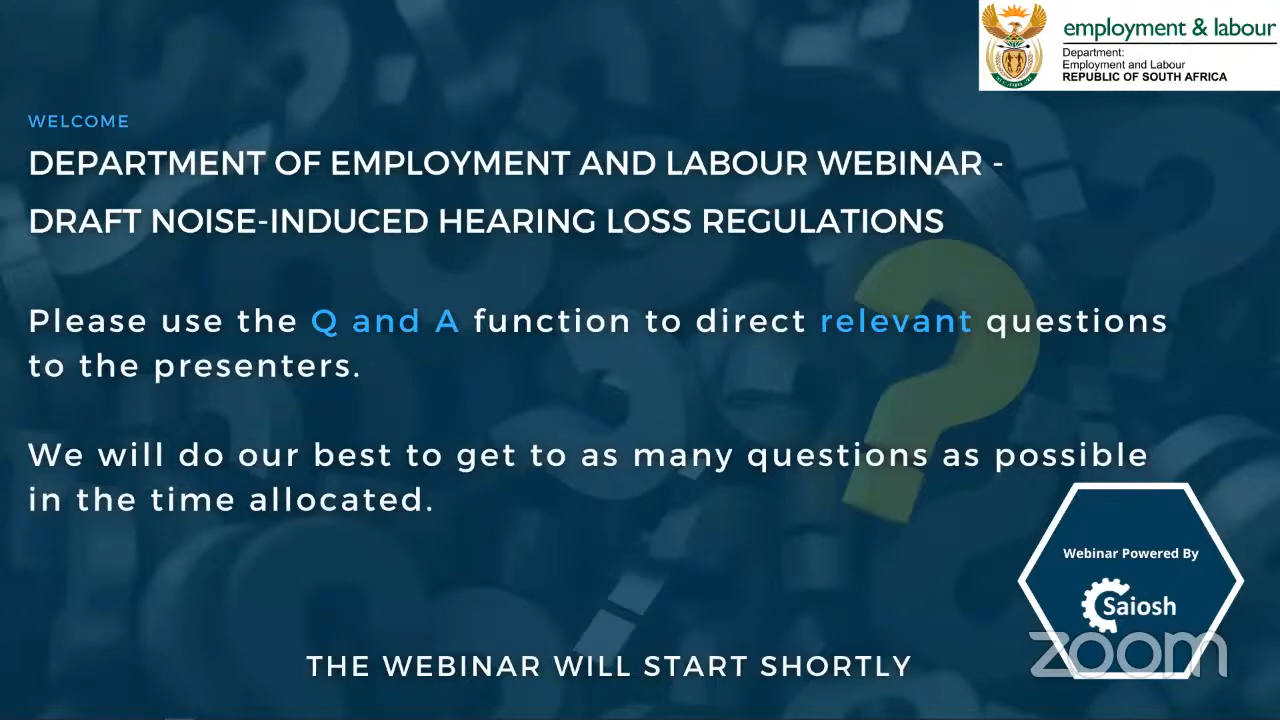 employment & labour
Department:
Employment and Labour
REPUBLIC OF SOUTH AFRICA
WELCOME
DEPARTMENT OF EMPLOYMENT AND LABOUR WEBINAR -
DRAFT NOISE-INDUCED HEARING LOSS REGULATIONS
Please use the Q and A function to direct relevant questions
to the presenters.
We will do our best to get to as many questions as possible
in the time allocated.
Webinar Powered By
Saiosh
zoom
THE WEBINAR WILL START SHORTLY